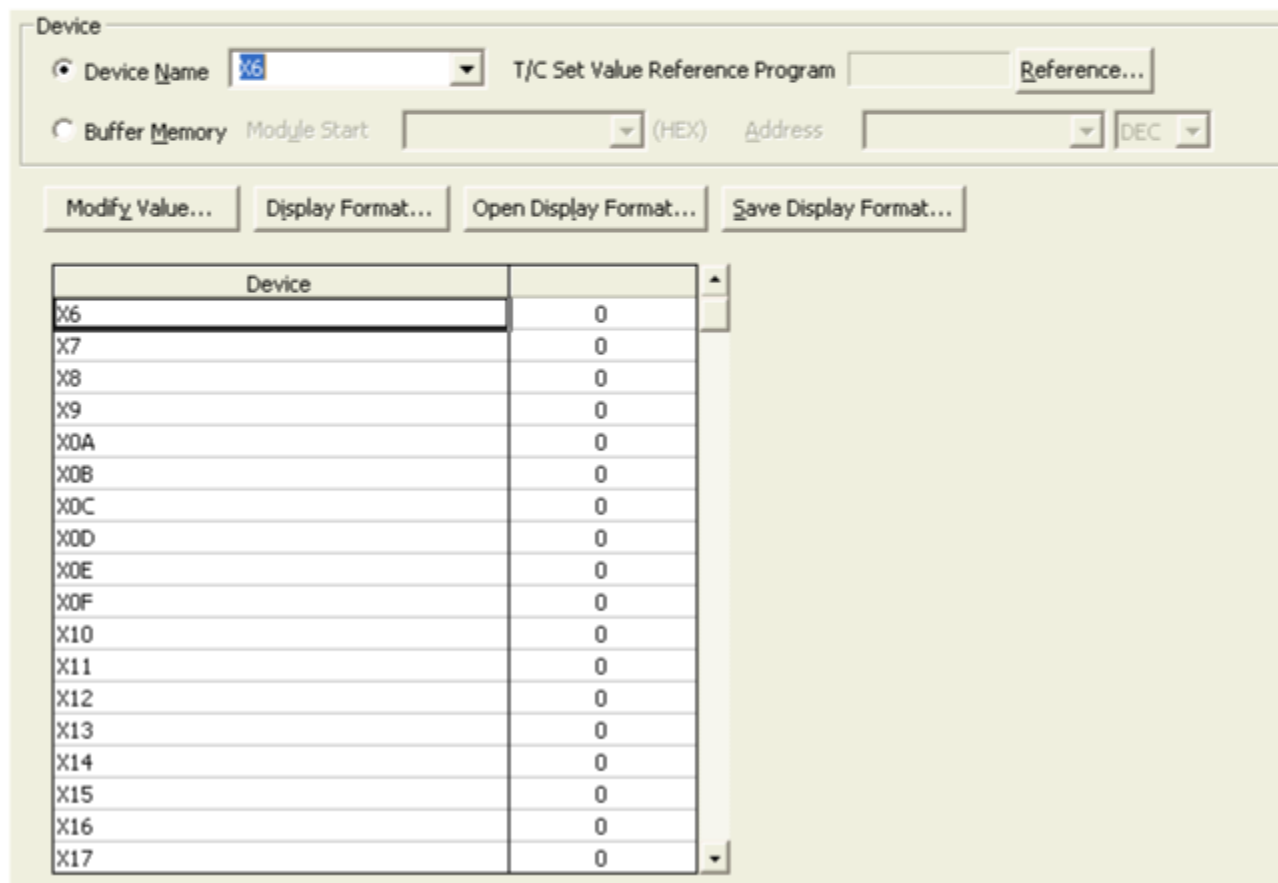 Device
Device Name X6 T/C Set Value Reference Program Reference...
Buffer Memory Module Start (HEX) Address DEC
Modify Value... Display Format... Open Display Format... Save Display Format...
Device
X6 0
X7 0
X8 0
X9 0
X0A 0
X0B 0
X0C 0
X0D 0
X0E 0
X0F 0
X10 0
X11 0
X12 0
X13 0
X14 0
X15 0
X16 0
X17 0